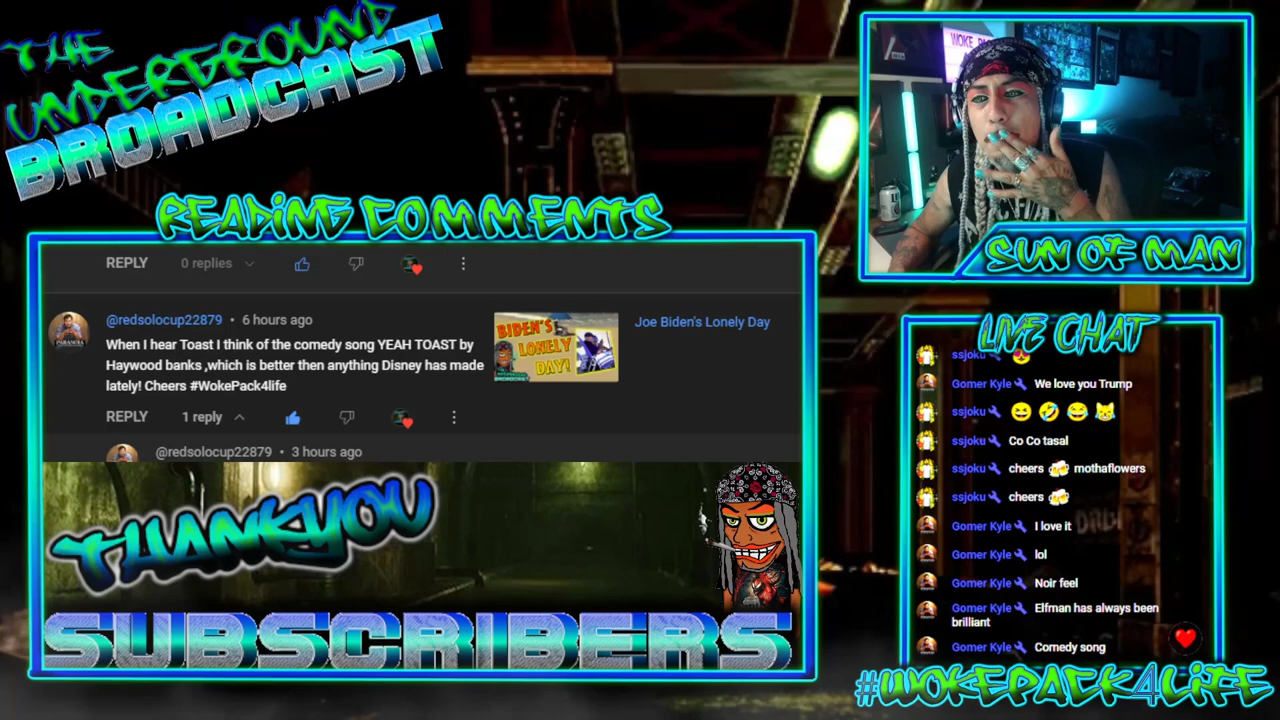 THE
UNDERGROUND
BROADCAST
READING COMMENTS
REPLY 0 replies
@redsolocup22879 • 6 hours ago
When I hear Toast I think of the comedy song YEAH TOAST by
Haywood banks ,which is better then anything Disney has made
lately! Cheers #WokePack4life
BIDEN'S
LONELY
DAY!
Joe Biden's Lonely Day
REPLY 1 reply
@redsolocup22879 • 3 hours ago
THANKYOU
SUBSCRIBERS
WOKE
SUN OF MAN
LIVE CHAT
ssjoku
Gomer Kyle We love you Trump
ssjoku 😆 🤣 😂 😹
ssjoku Co Co tasal
ssjoku cheers 🍻 mothaflowers
ssjoku cheers 🍻
Gomer Kyle I love it
Gomer Kyle lol
Gomer Kyle Noir feel
Gomer Kyle Elfman has always been
brilliant
Gomer Kyle Comedy song
#WOKEPACK4LIFE